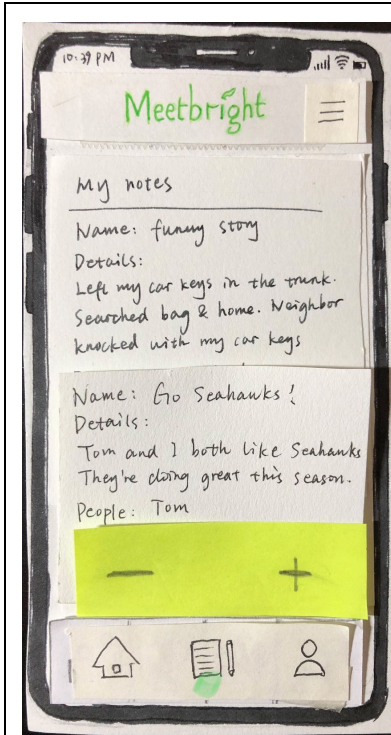 10:39 PM
Meetbright
My notes
Name: funny story
Details:
Left my car keys in the trunk.
Searched bag & home. Neighbor
knocked with my car keys
Name: Go Seahawks!
Details:
Tom and I both like Seahawks
They're doing great this season.
People: Tom
− +